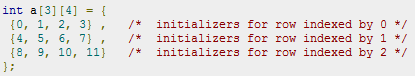 int a[3][4] = {
{0, 1, 2, 3} , /* initializers for row indexed by 0 */
{4, 5, 6, 7} , /* initializers for row indexed by 1 */
{8, 9, 10, 11} /* initializers for row indexed by 2 */
};